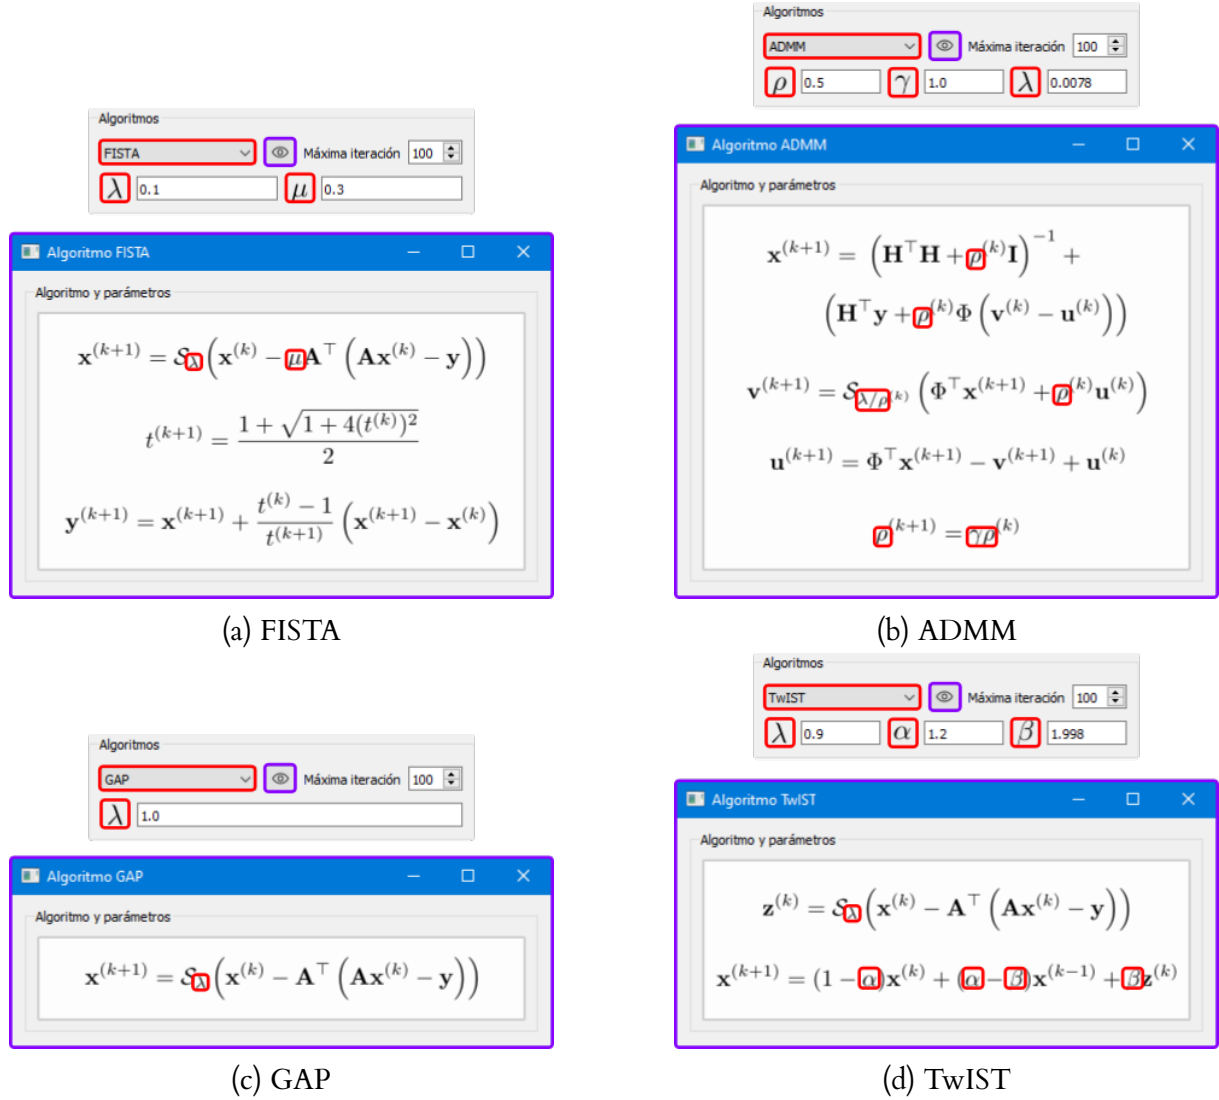 Algoritmos
FISTA Máxima iteración 100
λ 0.1 μ 0.3
Algoritmo FISTA
Algoritmo y parámetros
x^{(k+1)} = S_λ(x^{(k)} − μA^⊤(Ax^{(k)} − y))
t^{(k+1)} = \frac{1 + \sqrt{1 + 4(t^{(k)})^2}}{2}
y^{(k+1)} = x^{(k+1)} + \frac{t^{(k)} − 1}{t^{(k+1)}}(x^{(k+1)} − x^{(k)})
(a) FISTA
Algoritmos
ADMM Máxima iteración 100
ρ 0.5 γ 1.0 λ 0.0078
Algoritmo ADMM
Algoritmo y parámetros
x^{(k+1)} = (H^⊤H + ρ^{(k)}I)^{−1} +
(H^⊤y + ρ^{(k)}Φ(v^{(k)} − u^{(k)}))
v^{(k+1)} = S_{λ/ρ^{(k)}}(Φ^⊤x^{(k+1)} + ρ^{(k)}u^{(k)})
u^{(k+1)} = Φ^⊤x^{(k+1)} − v^{(k+1)} + u^{(k)}
ρ^{(k+1)} = γρ^{(k)}
(b) ADMM
Algoritmos
GAP Máxima iteración 100
λ 1.0
Algoritmo GAP
Algoritmo y parámetros
x^{(k+1)} = S_λ(x^{(k)} − A^⊤(Ax^{(k)} − y))
(c) GAP
Algoritmos
TwIST Máxima iteración 100
λ 0.9 α 1.2 β 1.998
Algoritmo TwIST
Algoritmo y parámetros
z^{(k)} = S_λ(x^{(k)} − A^⊤(Ax^{(k)} − y))
x^{(k+1)} = (1 − α)x^{(k)} + (α − β)x^{(k−1)} + βz^{(k)}
(d) TwIST